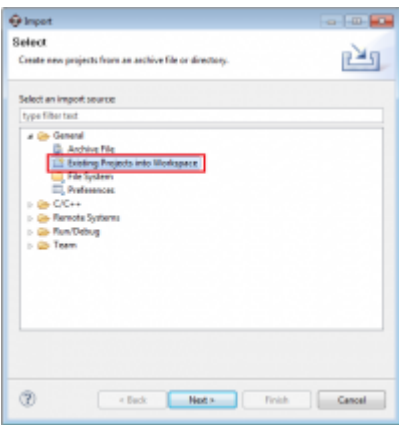 Import
Select
Create new projects from an archive file or directory.
Select an import source:
type filter text
General
Archive File
Existing Projects into Workspace
File System
Preferences
C/C++
Remote Systems
Run/Debug
Team
?
< Back
Next >
Finish
Cancel